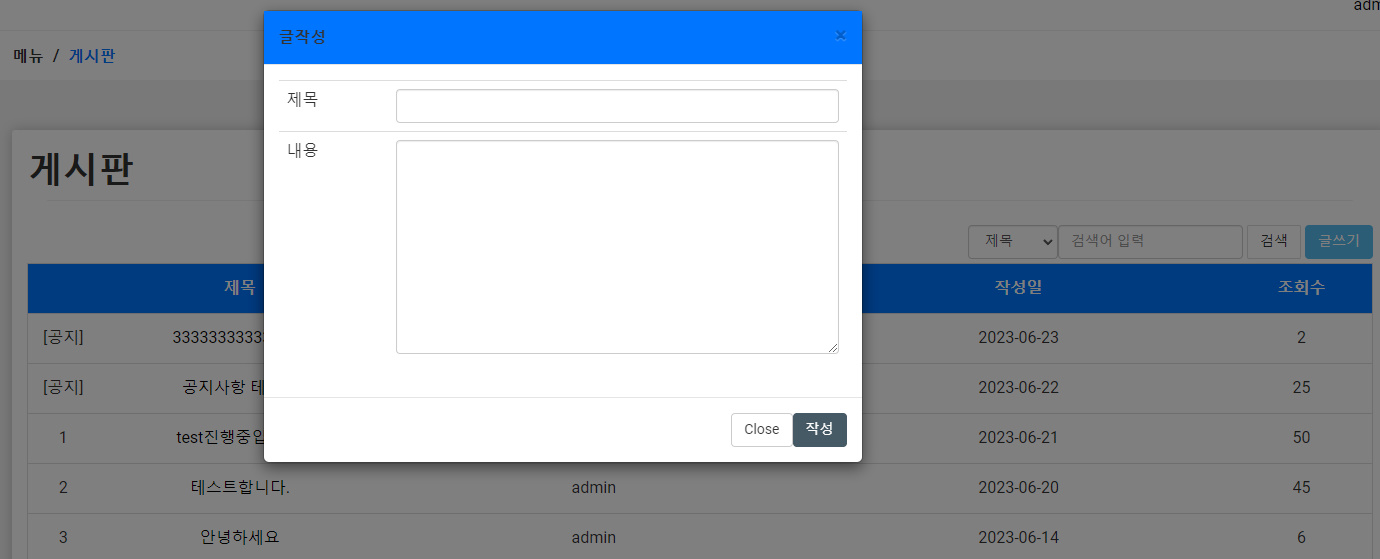 adm
글작성 ×
메뉴 / 게시판
제목
내용
게시판
제목 검색어 입력 검색 글쓰기
제목 작성일 조회수
[공지] 333333333333 2023-06-23 2
[공지] 공지사항 테 2023-06-22 25
Close 작성
1 test진행중입 2023-06-21 50
2 테스트합니다. admin 2023-06-20 45
3 안녕하세요 admin 2023-06-14 6